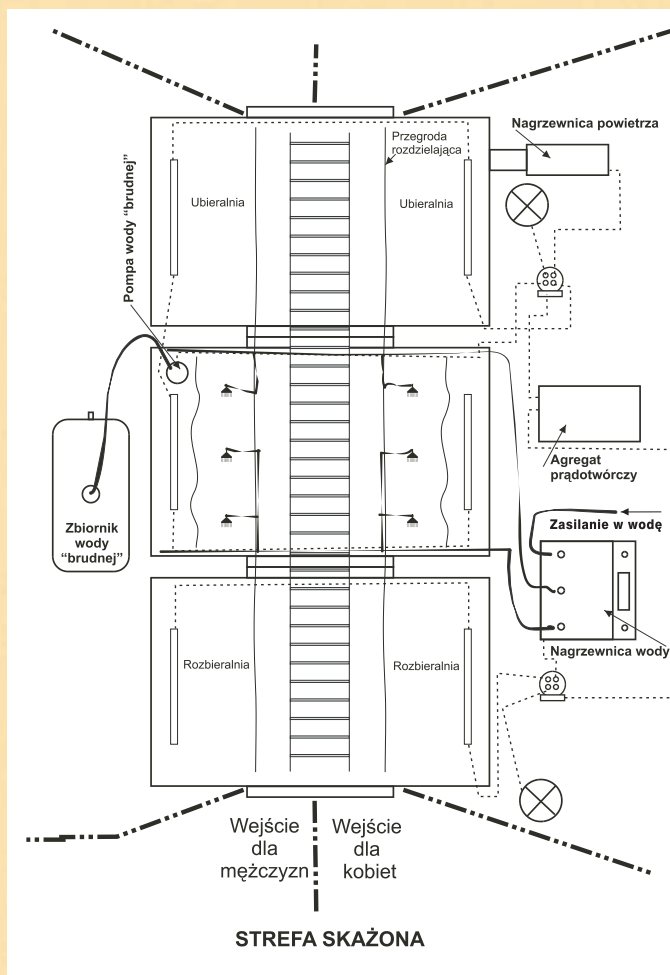 Nagrzewnica powietrza
Przegroda
rozdzielająca
Pompa wody “brudnej”
Ubieralnia
Ubieralnia
Agregat
prądotwórczy
Zasilanie w wodę
Zbiornik
wody
“brudnej”
Nagrzewnica wody
Rozbieralnia
Rozbieralnia
Wejście
dla
mężczyzn
Wejście
dla
kobiet
STREFA SKAŻONA